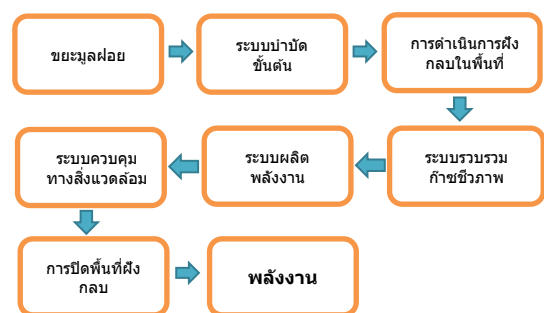 ขยะมูลฝอย
ระบบบำบัด
ขั้นต้น
การดำเนินการฝัง
กลบในพื้นที่
ระบบรวบรวม
ก๊าซชีวภาพ
ระบบผลิต
พลังงาน
ระบบควบคุม
ทางสิ่งแวดล้อม
การปิดพื้นที่ฝัง
กลบ
พลังงาน